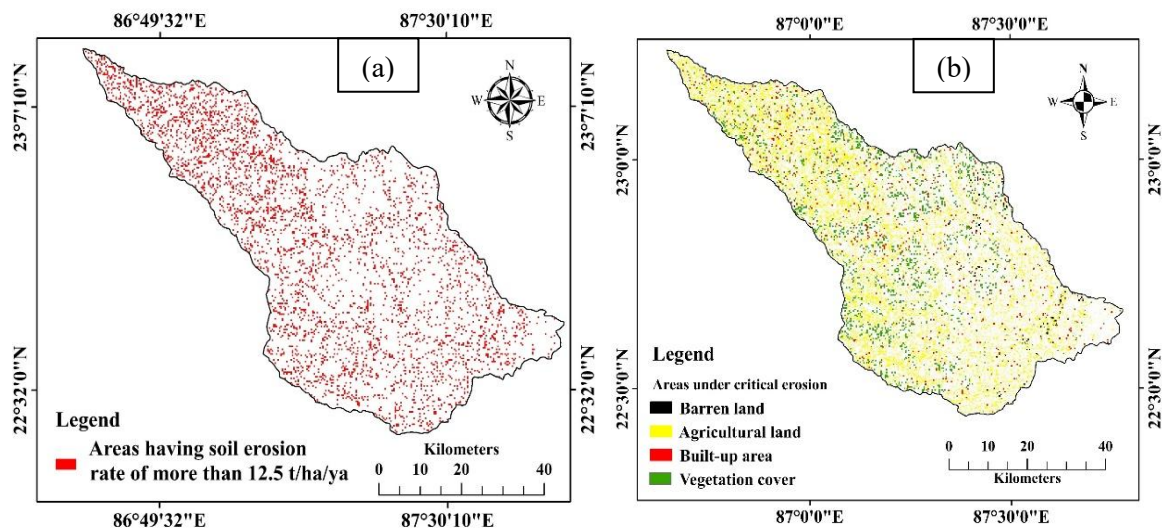 86°49'32"E 87°30'10"E
(a)
N
W E
S
23°7'10"N
23°7'10"N
22°32'0"N
22°32'0"N
Legend
Areas having soil erosion
rate of more than 12.5 t/ha/ya
Kilometers
0 10 20 40
86°49'32"E 87°30'10"E
87°0'0"E 87°30'0"E
(b)
N
W E
S
23°0'0"N
23°0'0"N
22°30'0"N
22°30'0"N
Legend
Areas under critical erosion
Barren land
Agricultural land
Built-up area
Vegetation cover
0 10 20 40
Kilometers
87°0'0"E 87°30'0"E